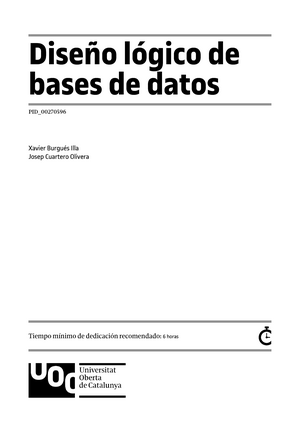 Diseño lógico de
bases de datos
PID_00270596
Xavier Burgués Illa
Josep Cuartero Olivera
Tiempo mínimo de dedicación recomendado: 6 horas
UOC
Universitat
Oberta
de Catalunya